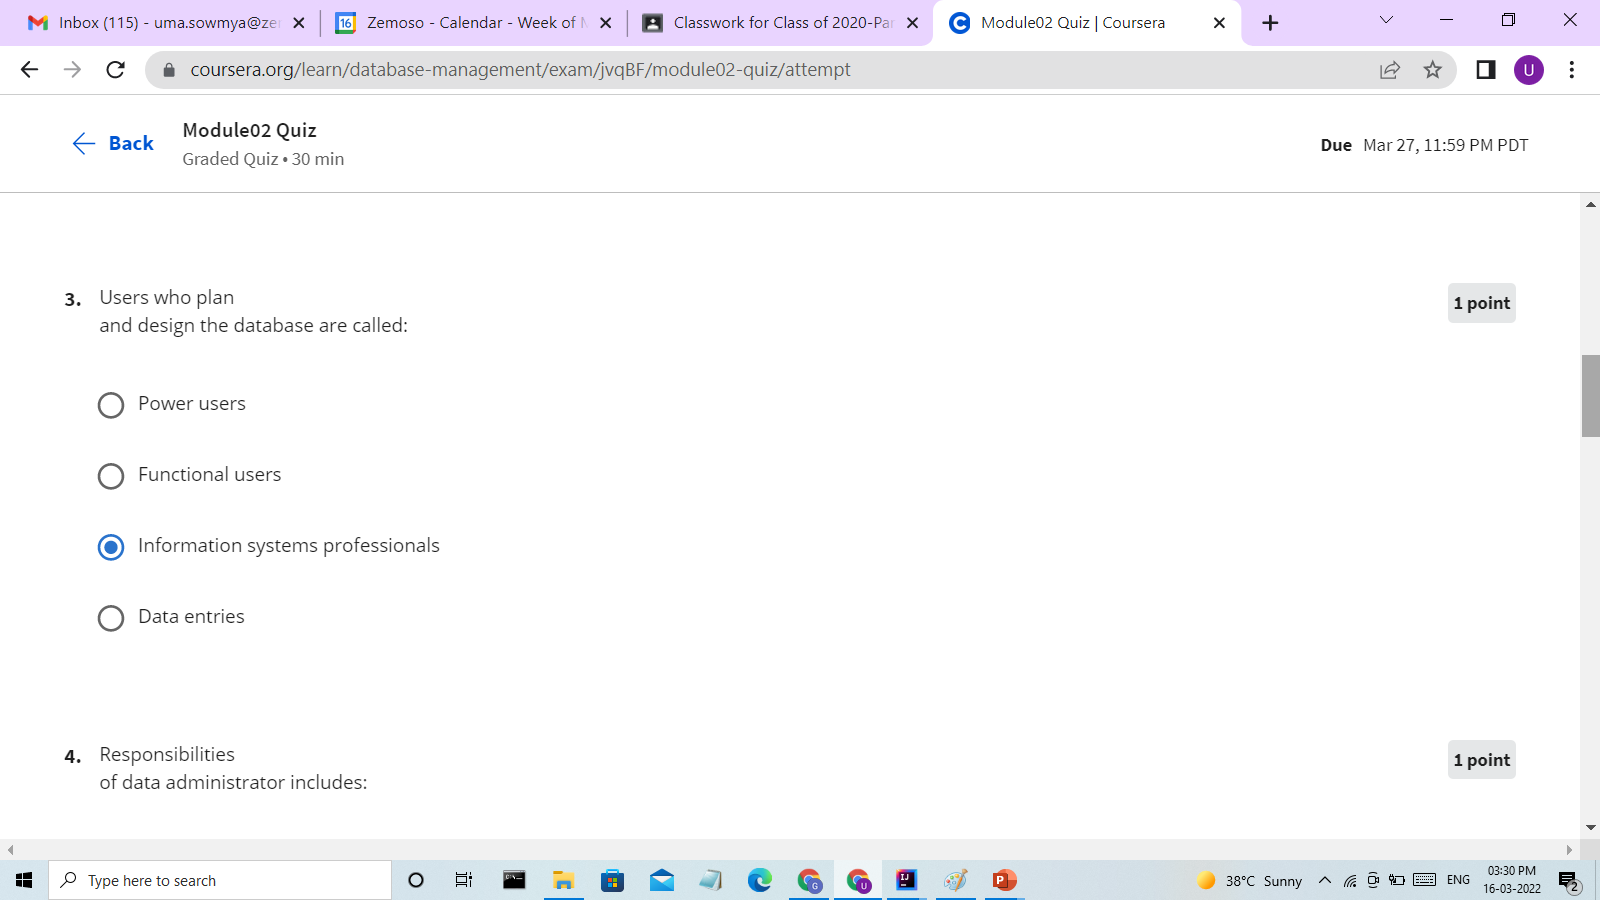 Inbox (115) - uma.sowmya@ze
Zemoso - Calendar - Week of
Classwork for Class of 2020-Par
Module02 Quiz | Coursera
16
coursera.org/learn/database-management/exam/jvqBF/module02-quiz/attempt
U
Back
Module02 Quiz
Graded Quiz • 30 min
Due Mar 27, 11:59 PM PDT
3. Users who plan
and design the database are called:
1 point
Power users
Functional users
Information systems professionals
Data entries
4. Responsibilities
of data administrator includes:
1 point
Type here to search
G
U
IJ
P
38°C Sunny
ENG
03:30 PM
16-03-2022
2